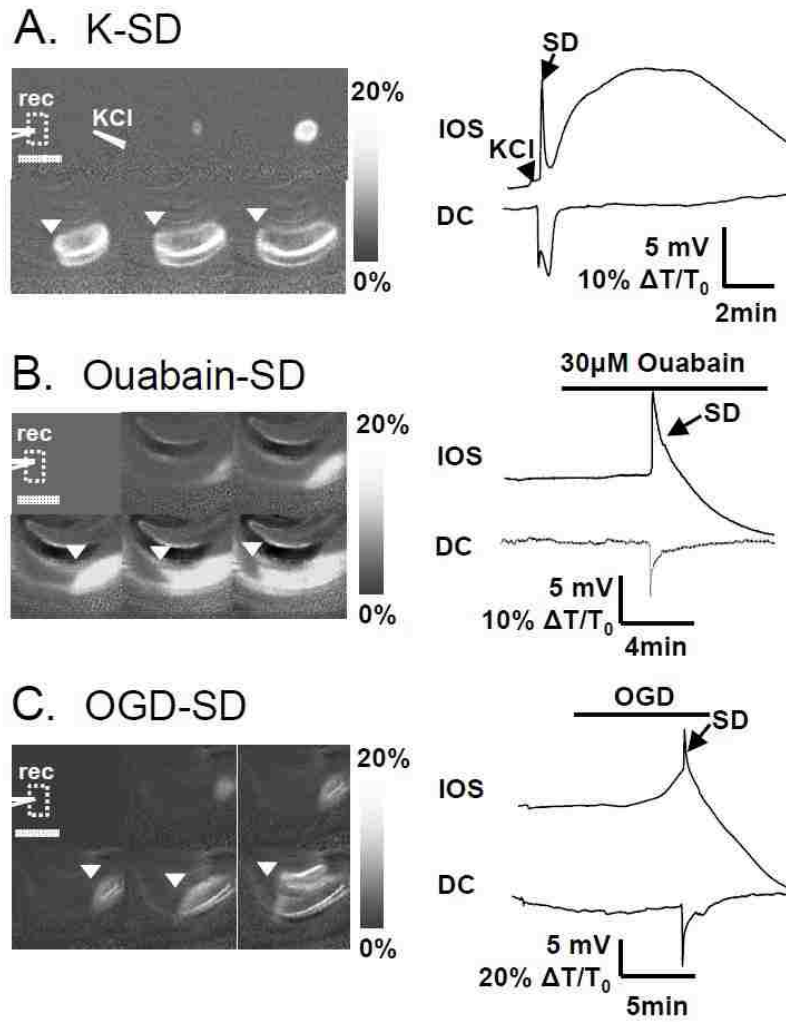 A. K-SD
rec
KCl
20%
0%
SD
IOS
KCl
DC
5 mV
10% ΔT/T₀
2min
B. Ouabain-SD
rec
20%
0%
30µM Ouabain
SD
IOS
DC
5 mV
10% ΔT/T₀
4min
C. OGD-SD
rec
20%
0%
OGD
SD
IOS
DC
5 mV
20% ΔT/T₀
5min